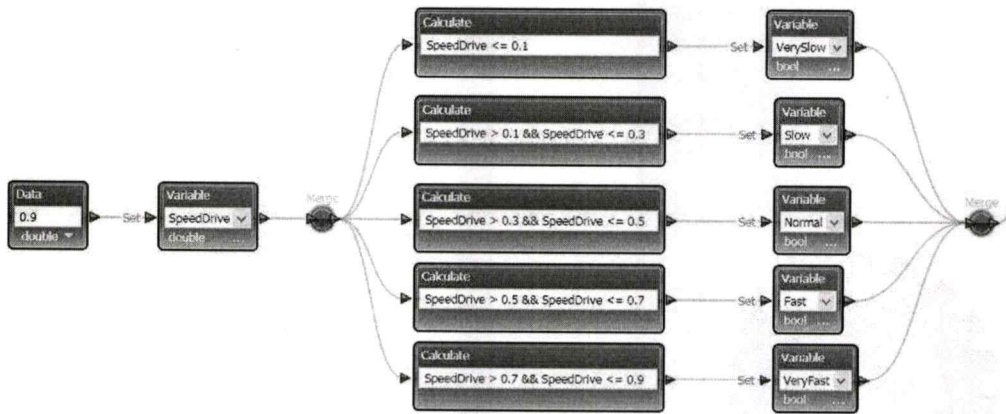 Calculate
SpeedDrive <= 0.1
Set
Variable
VerySlow
bool ...
Calculate
SpeedDrive > 0.1 && SpeedDrive <= 0.3
Set
Variable
Slow
bool ...
Data
0.9
double
Set
Variable
SpeedDrive
double ...
Merge
Calculate
SpeedDrive > 0.3 && SpeedDrive <= 0.5
Set
Variable
Normal
bool ...
Merge
Calculate
SpeedDrive > 0.5 && SpeedDrive <= 0.7
Set
Variable
Fast
bool ...
Calculate
SpeedDrive > 0.7 && SpeedDrive <= 0.9
Set
Variable
VeryFast
bool ...